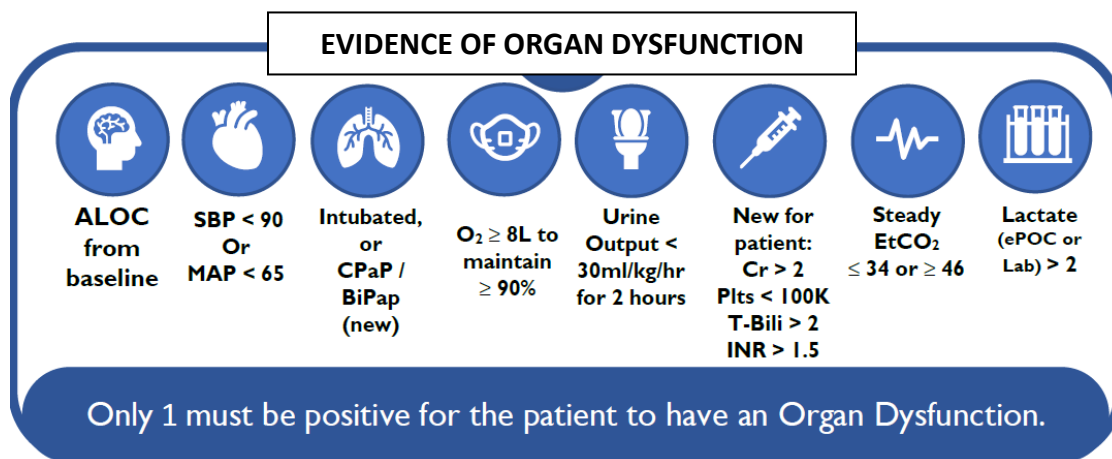 EVIDENCE OF ORGAN DYSFUNCTION
ALOC
from
baseline
SBP < 90
Or
MAP < 65
Intubated,
or
CPaP /
BiPap
(new)
O₂ ≥ 8L to
maintain
≥ 90%
Urine
Output <
30ml/kg/hr
for 2 hours
New for
patient:
Cr > 2
Plts < 100K
T-Bili > 2
INR > 1.5
Steady
EtCO₂
≤ 34 or ≥ 46
Lactate
(ePOC or
Lab) > 2
Only 1 must be positive for the patient to have an Organ Dysfunction.